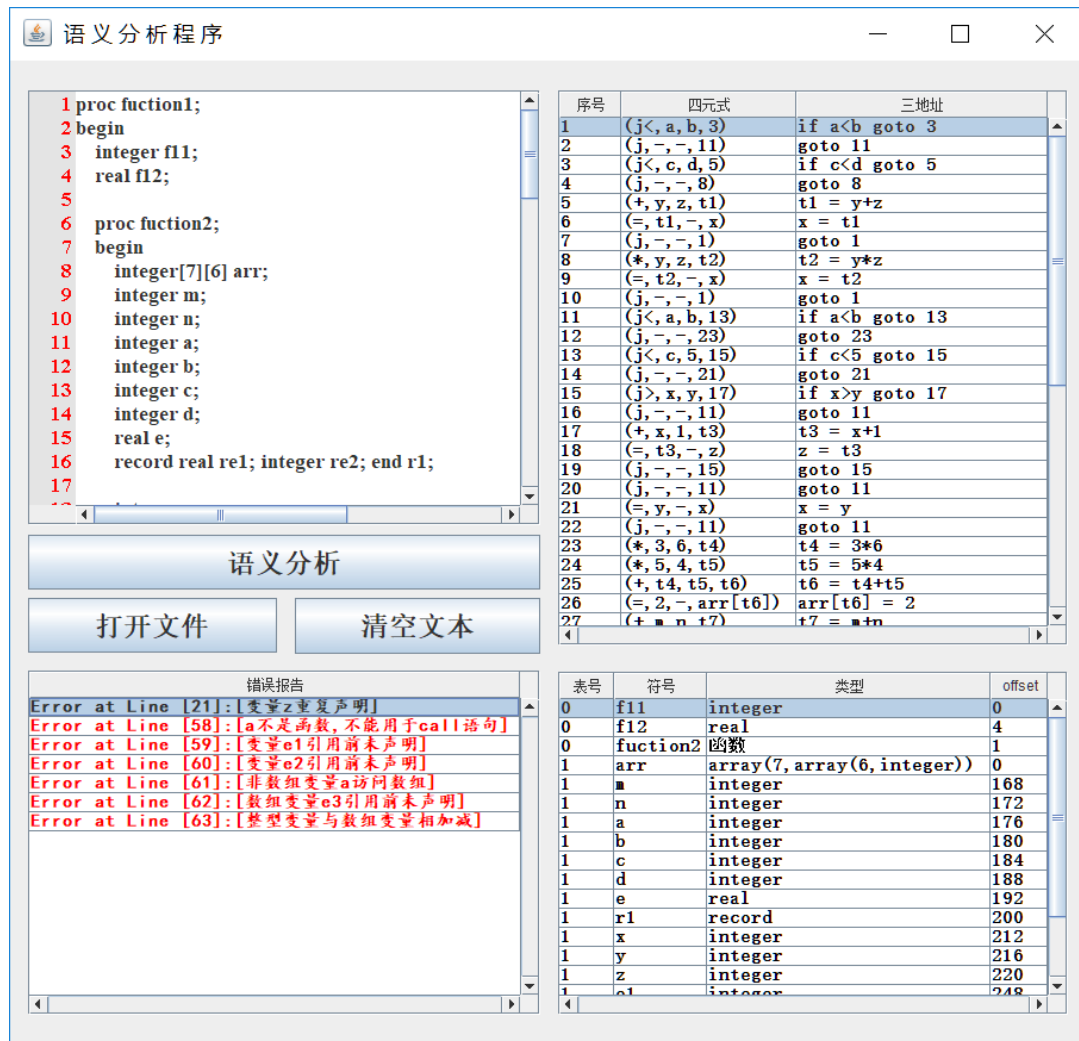 语义分析程序
1 proc fuction1;
2 begin
3 integer f11;
4 real f12;
5
6 proc fuction2;
7 begin
8 integer[7][6] arr;
9 integer m;
10 integer n;
11 integer a;
12 integer b;
13 integer c;
14 integer d;
15 real e;
16 record real re1; integer re2; end r1;
17
语义分析
打开文件
清空文本
序号 四元式 三地址
1 (j<,a,b,3) if a<b goto 3
2 (j,-,-,11) goto 11
3 (j<,c,d,5) if c<d goto 5
4 (j,-,-,8) goto 8
5 (+,y,z,t1) t1 = y+z
6 (=,t1,-,x) x = t1
7 (j,-,-,1) goto 1
8 (*,y,z,t2) t2 = y*z
9 (=,t2,-,x) x = t2
10 (j,-,-,1) goto 1
11 (j<,a,b,13) if a<b goto 13
12 (j,-,-,23) goto 23
13 (j<,c,5,15) if c<5 goto 15
14 (j,-,-,21) goto 21
15 (j>,x,y,17) if x>y goto 17
16 (j,-,-,11) goto 11
17 (+,x,1,t3) t3 = x+1
18 (=,t3,-,z) z = t3
19 (j,-,-,15) goto 15
20 (j,-,-,11) goto 11
21 (=,y,-,x) x = y
22 (j,-,-,11) goto 11
23 (*,3,6,t4) t4 = 3*6
24 (*,5,4,t5) t5 = 5*4
25 (+,t4,t5,t6) t6 = t4+t5
26 (=,2,-,arr[t6]) arr[t6] = 2
27 (+,m,n,t7) t7 = m+n
错误报告
Error at Line [21]:[变量z重复声明]
Error at Line [58]:[a不是函数,不能用于call语句]
Error at Line [59]:[变量e1引用前未声明]
Error at Line [60]:[变量e2引用前未声明]
Error at Line [61]:[非数组变量a访问数组]
Error at Line [62]:[数组变量e3引用前未声明]
Error at Line [63]:[整型变量与数组变量相加减]
表号 符号 类型 offset
0 f11 integer 0
0 f12 real 4
0 fuction2 函数 1
1 arr array(7,array(6,integer)) 0
1 m integer 168
1 n integer 172
1 a integer 176
1 b integer 180
1 c integer 184
1 d integer 188
1 e real 192
1 r1 record 200
1 x integer 212
1 y integer 216
1 z integer 220